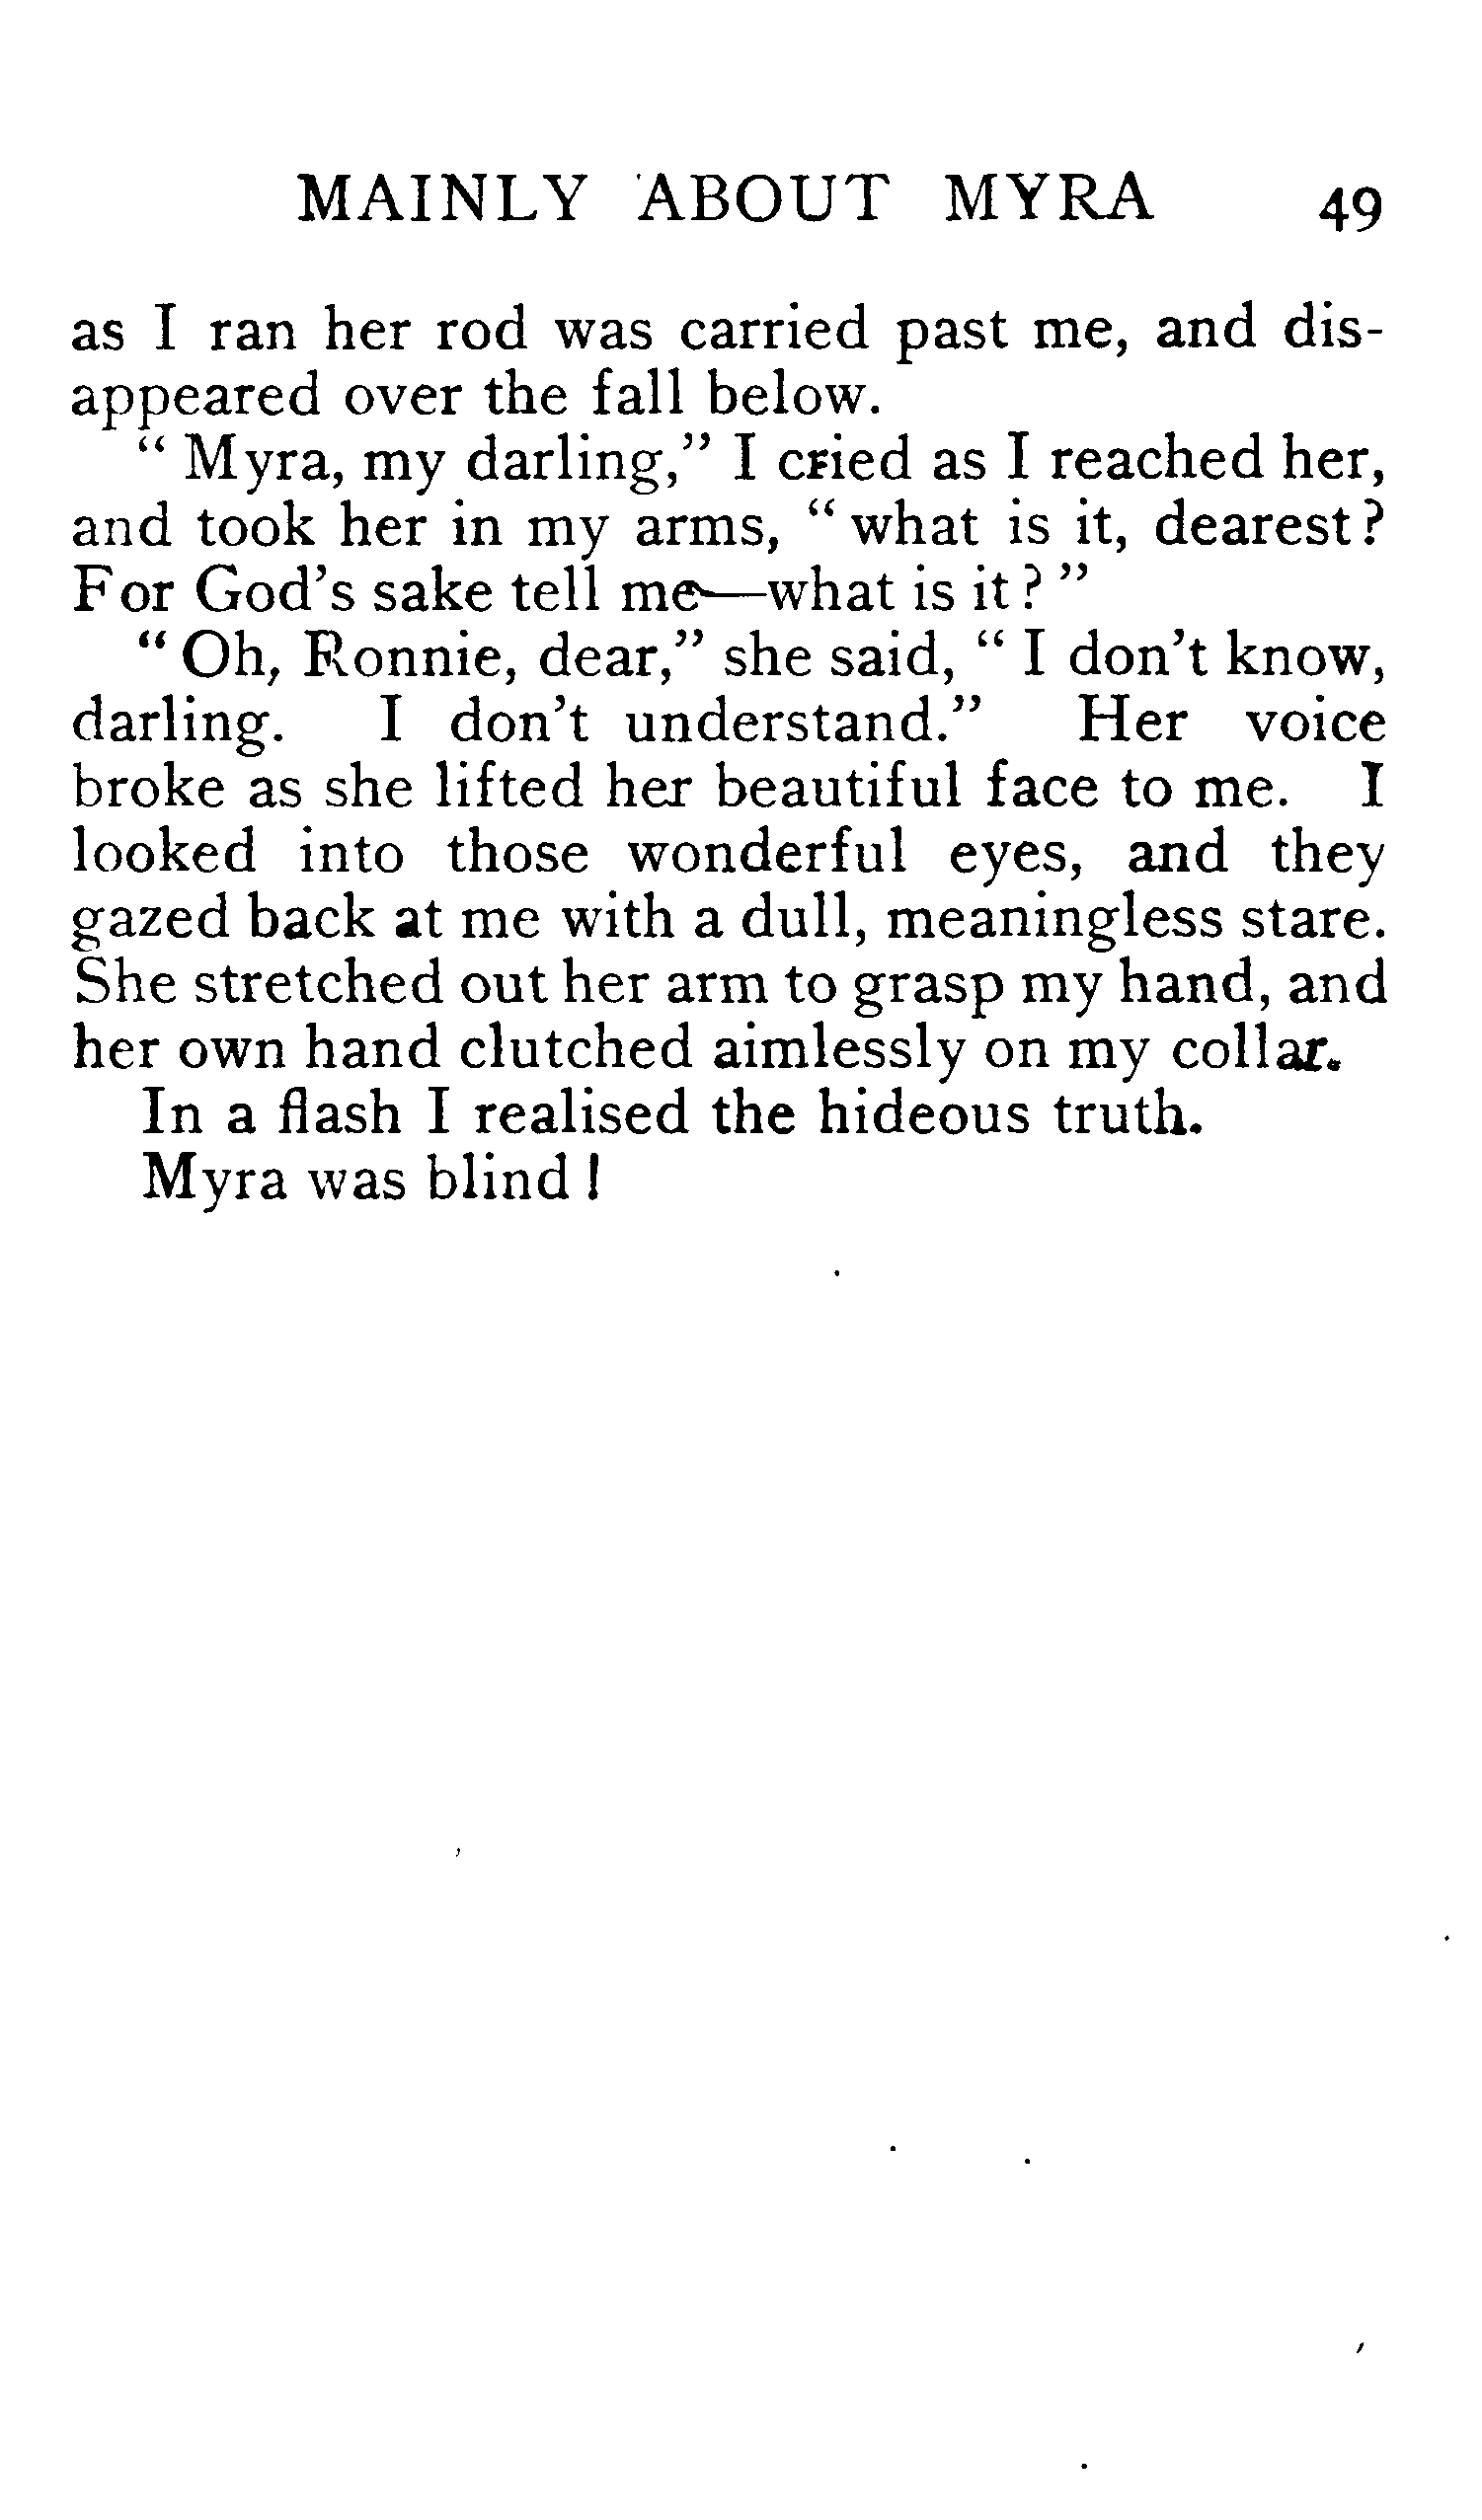 MAINLY ABOUT MYRA 49
as I ran her rod was carried past me, and dis-
appeared over the fall below.
“ Myra, my darling,” I cried as I reached her,
and took her in my arms, “ what is it, dearest ?
For God’s sake tell me—what is it ? ”
“ Oh, Ronnie, dear,” she said, “ I don’t know,
darling. I don’t understand.” Her voice
broke as she lifted her beautiful face to me. I
looked into those wonderful eyes, and they
gazed back at me with a dull, meaningless stare.
She stretched out her arm to grasp my hand, and
her own hand clutched aimlessly on my collar.
In a flash I realised the hideous truth.
Myra was blind !